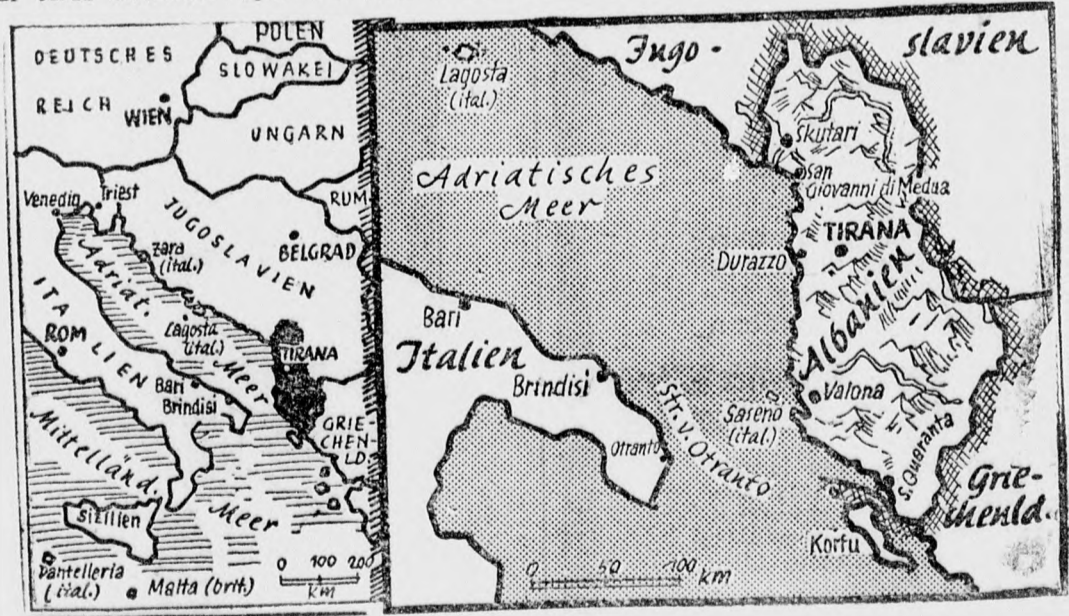 DEUTSCHES
REICH
POLEN
SLOWAKEI
WIEN
UNGARN
RUM
Venedig
Triest
JUGOSLAVIEN
BELGRAD
Zara
(ital.)
Adriat. Meer
ITALIEN
ROM
Lagosta
(ital.)
TIRANA
Bari
Brindisi
GRIE-
CHEN-
LD.
Mittelländ. Meer
Sizilien
Pantelleria
(ital.)
Malta (brit.)
0 100 200
km
Lagosta
(ital.)
Jugo-
slavien
Adriatisches
Meer
Skutari
San
Giovanni di Medua
TIRANA
Durazzo
Albanien
Bari
Italien
Brindisi
Otranto
Str. v. Otranto
Saseno
(ital.)
Valona
S. Quaranta
Grie-
chenld.
Korfu
0 50 100 km